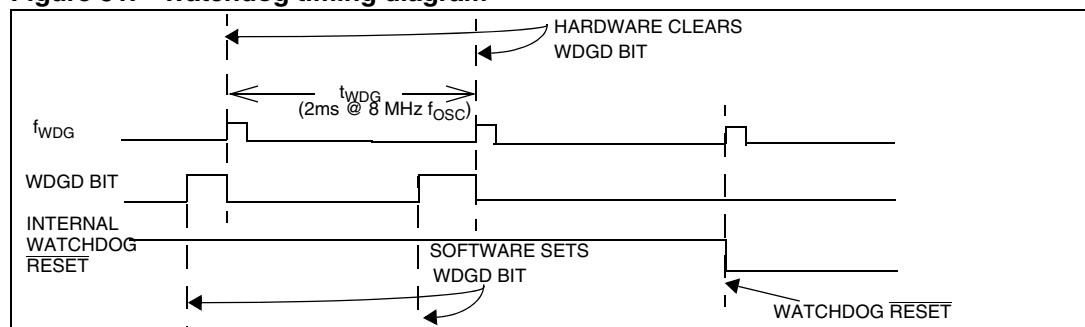 Figure 31. Watchdog timing diagram
HARDWARE CLEARS
WDGD BIT
tWDG
(2ms @ 8 MHz fOSC)
fWDG
WDGD BIT
INTERNAL
WATCHDOG
RESET
SOFTWARE SETS
WDGD BIT
WATCHDOG RESET